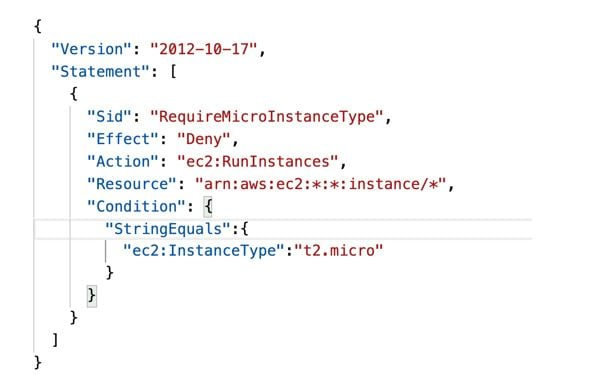 {
"Version": "2012-10-17",
"Statement": [
{
"Sid": "RequireMicroInstanceType",
"Effect": "Deny",
"Action": "ec2:RunInstances",
"Resource": "arn:aws:ec2:*:*:instance/*",
"Condition": {
"StringEquals":{
"ec2:InstanceType":"t2.micro"
}
}
}
]
}